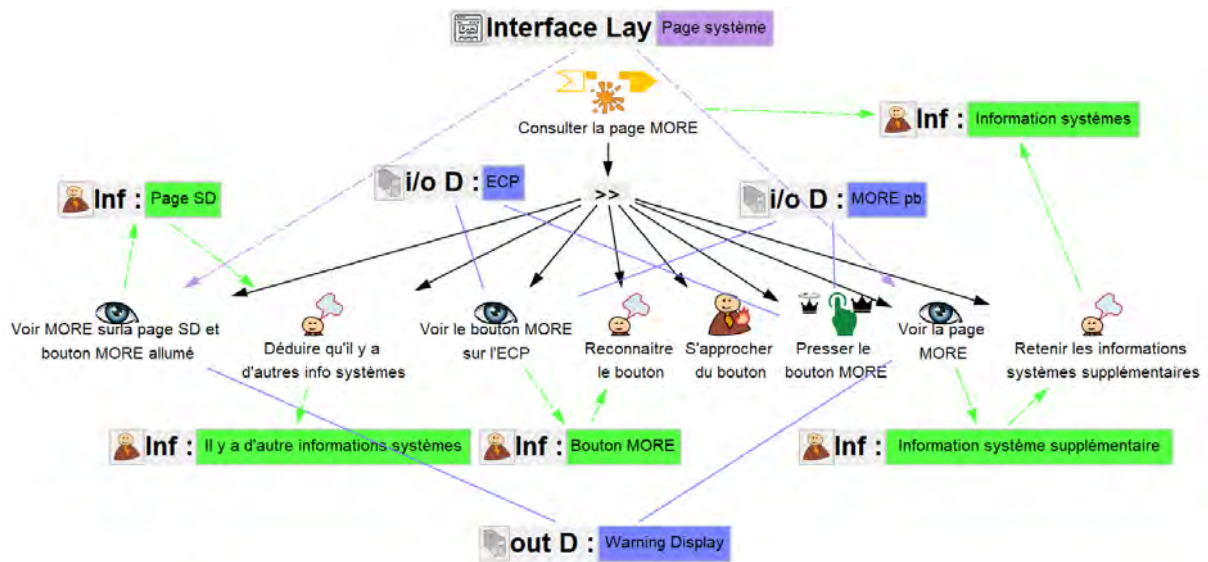 Interface Lay Page système
Consulter la page MORE
Inf : Information systèmes
i/o D : ECP
>>
Inf : Page SD
i/o D : MORE pb
Voir MORE surla page SD et
bouton MORE allumé
Déduire qu'il y a
d'autres info systèmes
Voir le bouton MORE
sur l'ECP
Reconnaitre
le bouton
S'approcher
du bouton
Presser le
bouton MORE
Voir la page
MORE
Retenir les informations
systèmes supplémentaires
Inf : Il y a d'autre informations systèmes
Inf : Bouton MORE
Inf : Information système supplémentaire
out D : Warning Display